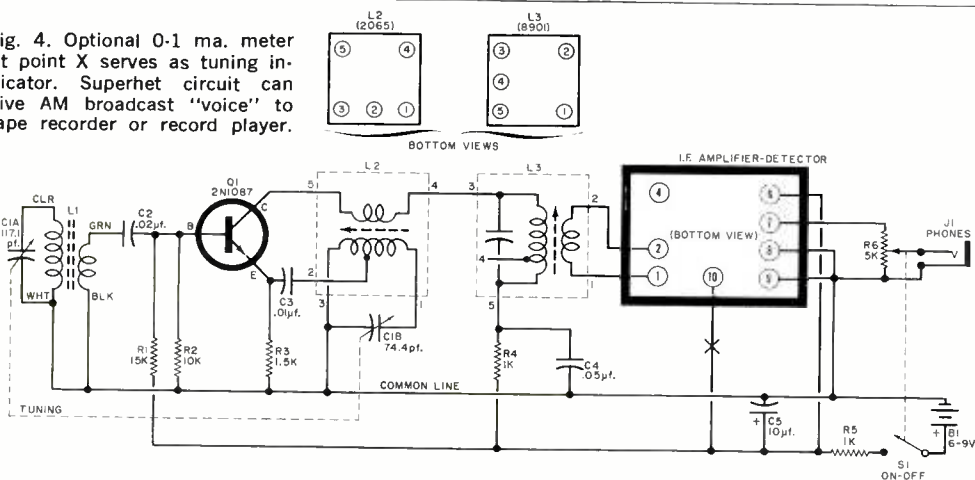 ig. 4. Optional 0-1 ma. meter
t point X serves as tuning in-
icator. Superhet circuit can
ive AM broadcast "voice" to
ape recorder or record player.
L2
(2065)
5 4
3 2 1
L3
(8901)
3 2
4
5 1
BOTTOM VIEWS
I.F. AMPLIFIER-DETECTOR
4
2
1
(BOTTOM VIEW)
10
6
7
8
9
CLR
L1
C1A
117.1
pf.
WHT
GRN
BLK
C2
.02µf.
Q1
2N1087
B
C
E
L2
5
4
2
3
C3
.01µf.
C1B
74.4pf.
L3
3
2
4
5
R1
15K
R2
10K
R3
1.5K
R4
1K
C4
.05µf.
R6
5K
J1
PHONES
COMMON LINE
TUNING
C5
10µf.
+
R5
1K
S1
ON-OFF
+
B1
6-9V